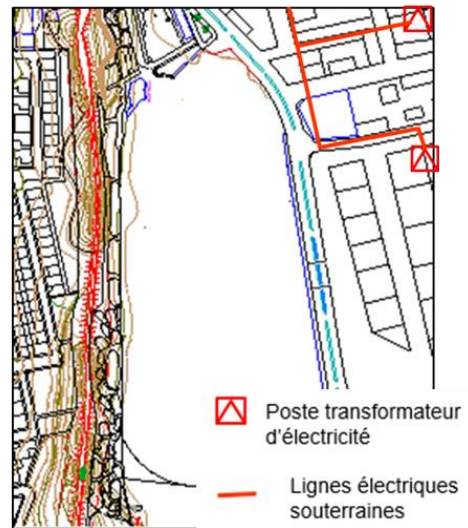 Poste transformateur
d'électricité
Lignes électriques
souterraines